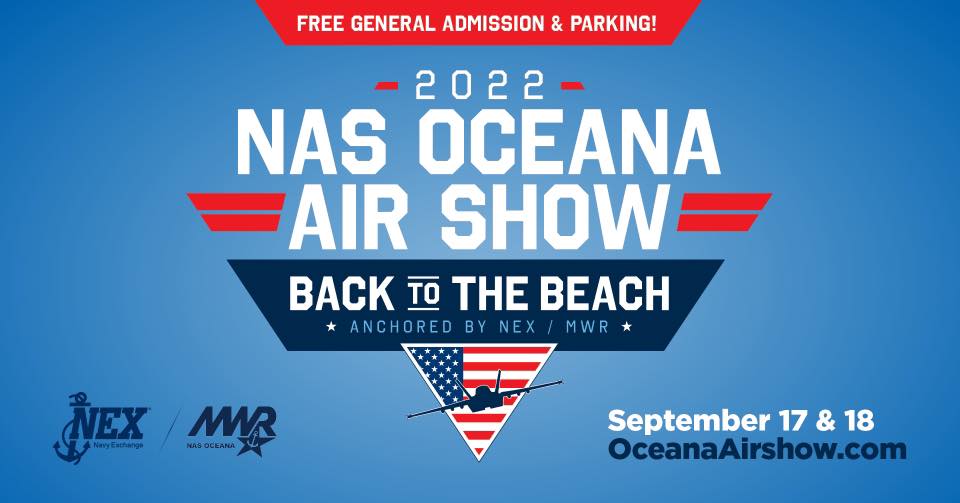 FREE GENERAL ADMISSION & PARKING!
2022
NAS OCEANA
AIR SHOW
BACK TO THE BEACH
★ ANCHORED BY NEX / MWR ★
NEX
Navy Exchange
MWR
NAS OCEANA
September 17 & 18
OceanaAirshow.com